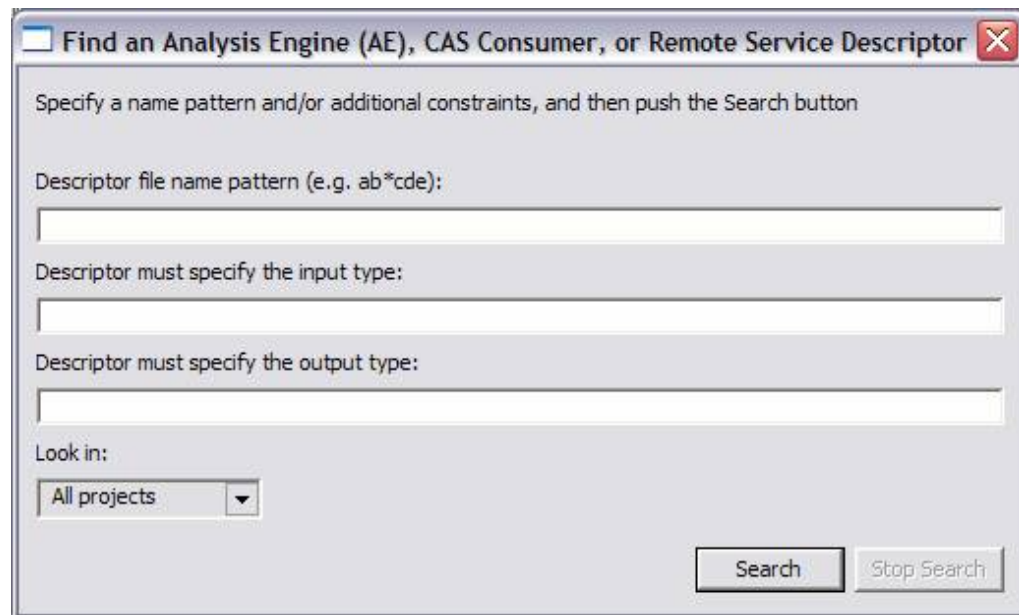 Find an Analysis Engine (AE), CAS Consumer, or Remote Service Descriptor
Specify a name pattern and/or additional constraints, and then push the Search button
Descriptor file name pattern (e.g. ab*cde):
Descriptor must specify the input type:
Descriptor must specify the output type:
Look in:
All projects
Search
Stop Search